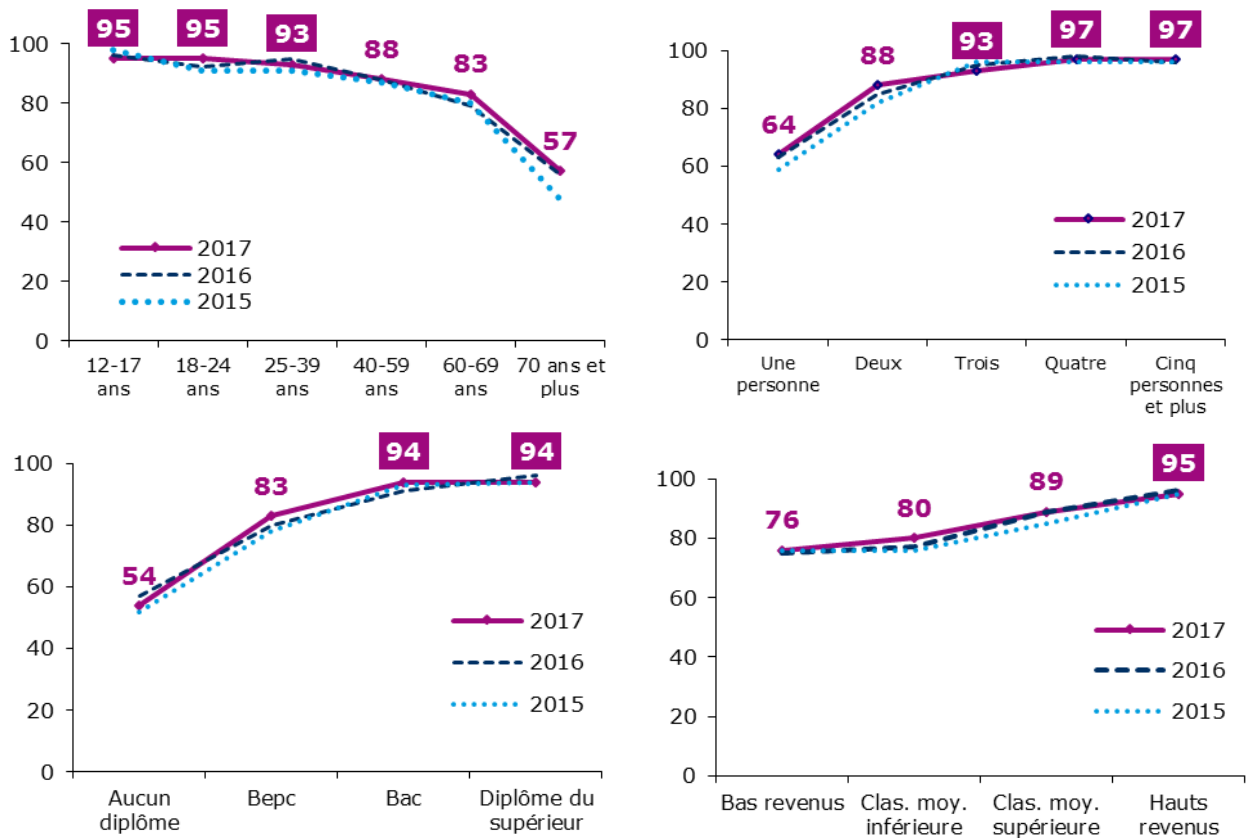 95 95 93 88 83 57
100
80
60
40
20
0
2017
2016
2015
12-17 18-24 25-39 40-59 60-69 70 ans et
ans ans ans ans ans plus
64 88 93 97 97
100
80
60
40
20
0
2017
2016
2015
Une Deux Trois Quatre Cinq
personne personnes
et plus
54 83 94 94
100
80
60
40
20
0
2017
2016
2015
Aucun Bepc Bac Diplôme du
diplôme supérieur
76 80 89 95
100
80
60
40
20
0
2017
2016
2015
Bas revenus Clas. moy. Clas. moy. Hauts
inférieure supérieure revenus